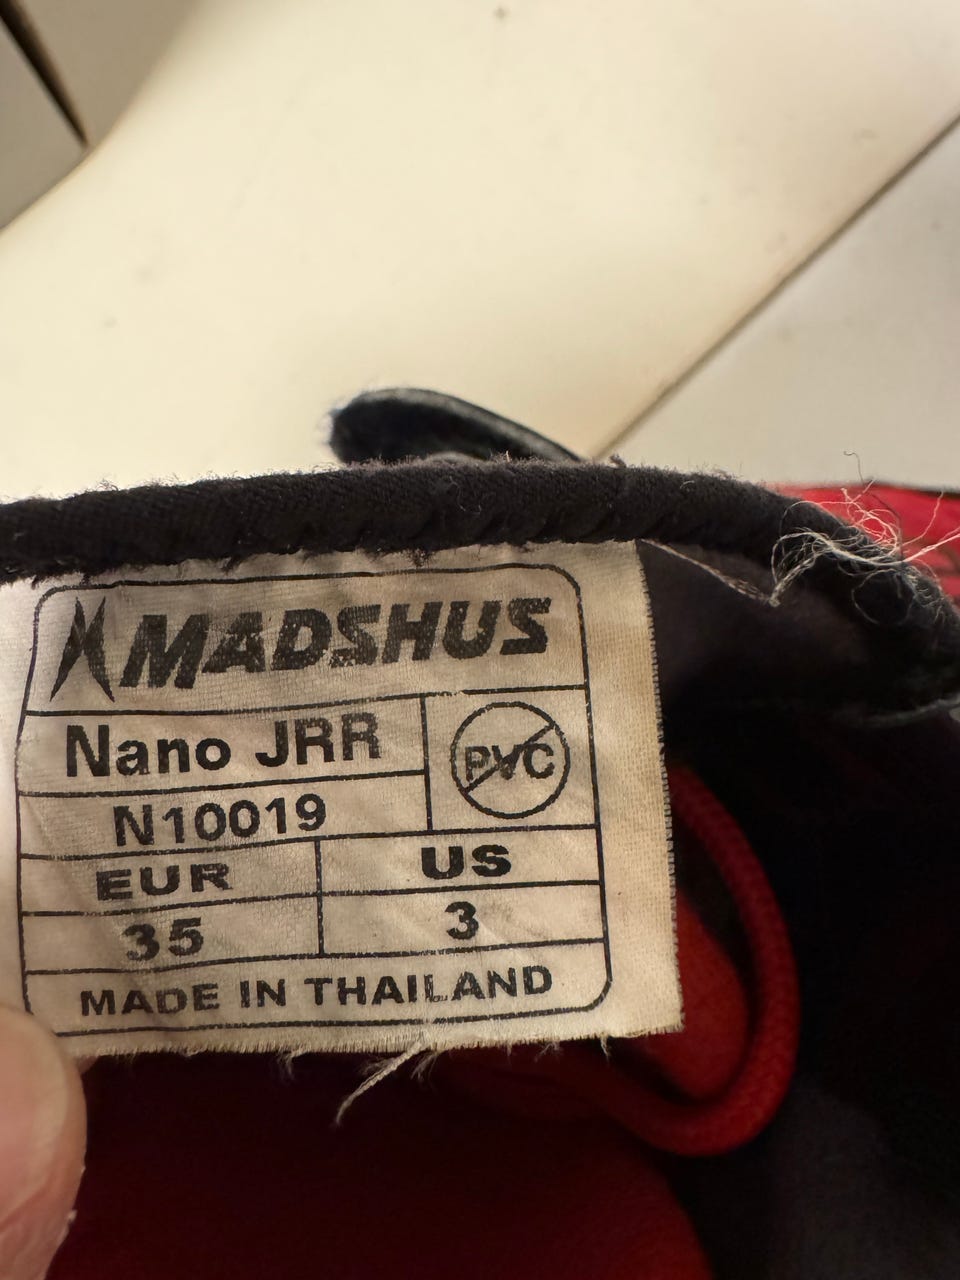 MADSHUS
Nano JRR
PVC
N10019
EUR US
35 3
MADE IN THAILAND